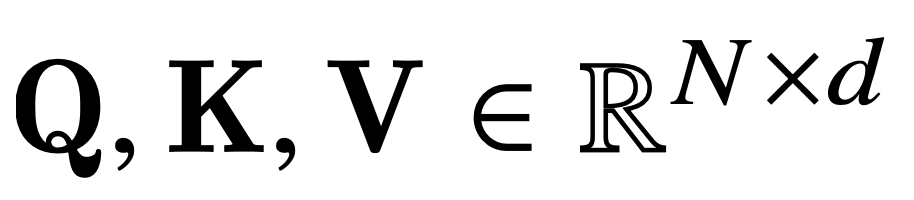 Q, K, V ∈ ℝ^{N×d}